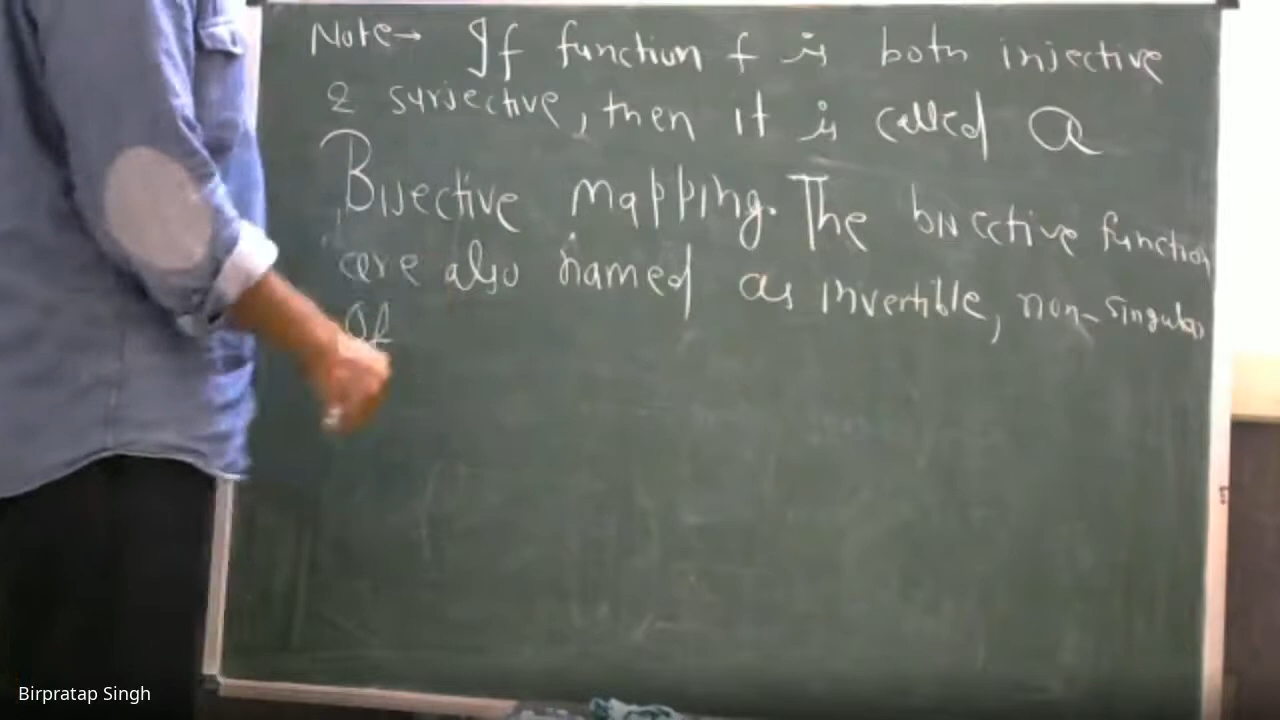 Note→ If function f is both injective
& surjective, then it is called a
Bijective mapping. The bijective function
are also named as invertible, non-singular
or
Birpratap Singh